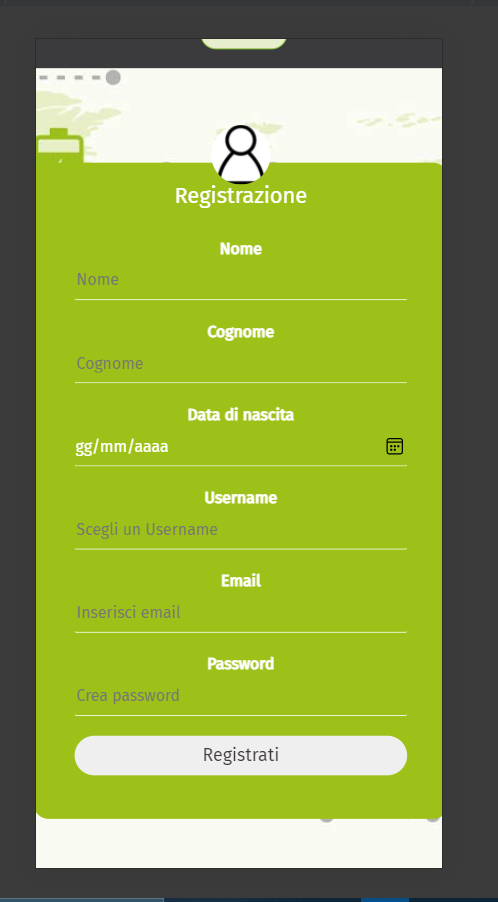 Registrazione
Nome
Nome
Cognome
Cognome
Data di nascita
gg/mm/aaaa
Username
Scegli un Username
Email
Inserisci email
Password
Crea password
Registrati